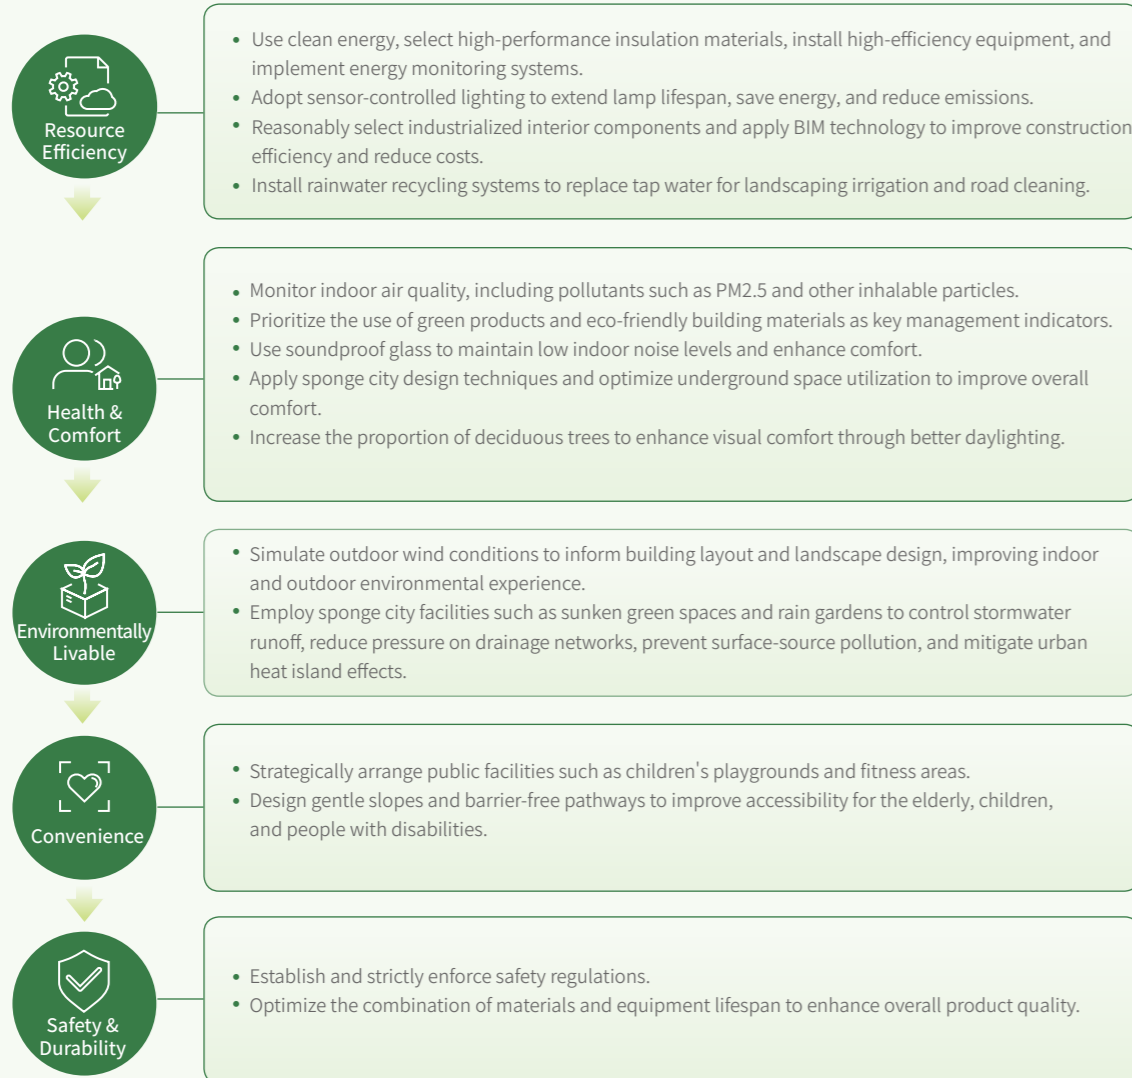 Resource
Efficiency
• Use clean energy, select high-performance insulation materials, install high-efficiency equipment, and
implement energy monitoring systems.
• Adopt sensor-controlled lighting to extend lamp lifespan, save energy, and reduce emissions.
• Reasonably select industrialized interior components and apply BIM technology to improve construction
efficiency and reduce costs.
• Install rainwater recycling systems to replace tap water for landscaping irrigation and road cleaning.
Health &
Comfort
• Monitor indoor air quality, including pollutants such as PM2.5 and other inhalable particles.
• Prioritize the use of green products and eco-friendly building materials as key management indicators.
• Use soundproof glass to maintain low indoor noise levels and enhance comfort.
• Apply sponge city design techniques and optimize underground space utilization to improve overall
comfort.
• Increase the proportion of deciduous trees to enhance visual comfort through better daylighting.
Environmentally
Livable
• Simulate outdoor wind conditions to inform building layout and landscape design, improving indoor
and outdoor environmental experience.
• Employ sponge city facilities such as sunken green spaces and rain gardens to control stormwater
runoff, reduce pressure on drainage networks, prevent surface-source pollution, and mitigate urban
heat island effects.
Convenience
• Strategically arrange public facilities such as children's playgrounds and fitness areas.
• Design gentle slopes and barrier-free pathways to improve accessibility for the elderly, children,
and people with disabilities.
Safety &
Durability
• Establish and strictly enforce safety regulations.
• Optimize the combination of materials and equipment lifespan to enhance overall product quality.